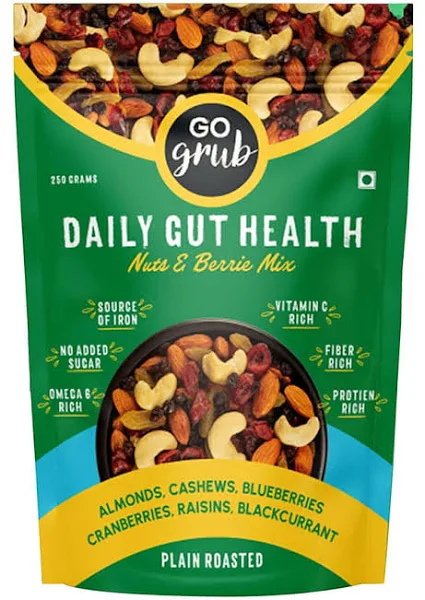 GO
grub
250 GRAMS
DAILY GUT HEALTH
Nuts & Berrie Mix
SOURCE
OF IRON
VITAMIN C
RICH
NO ADDED
SUGAR
FIBER
RICH
OMEGA 6
RICH
PROTIEN
RICH
ALMONDS, CASHEWS, BLUEBERRIES
CRANBERRIES, RAISINS, BLACKCURRANT
PLAIN ROASTED